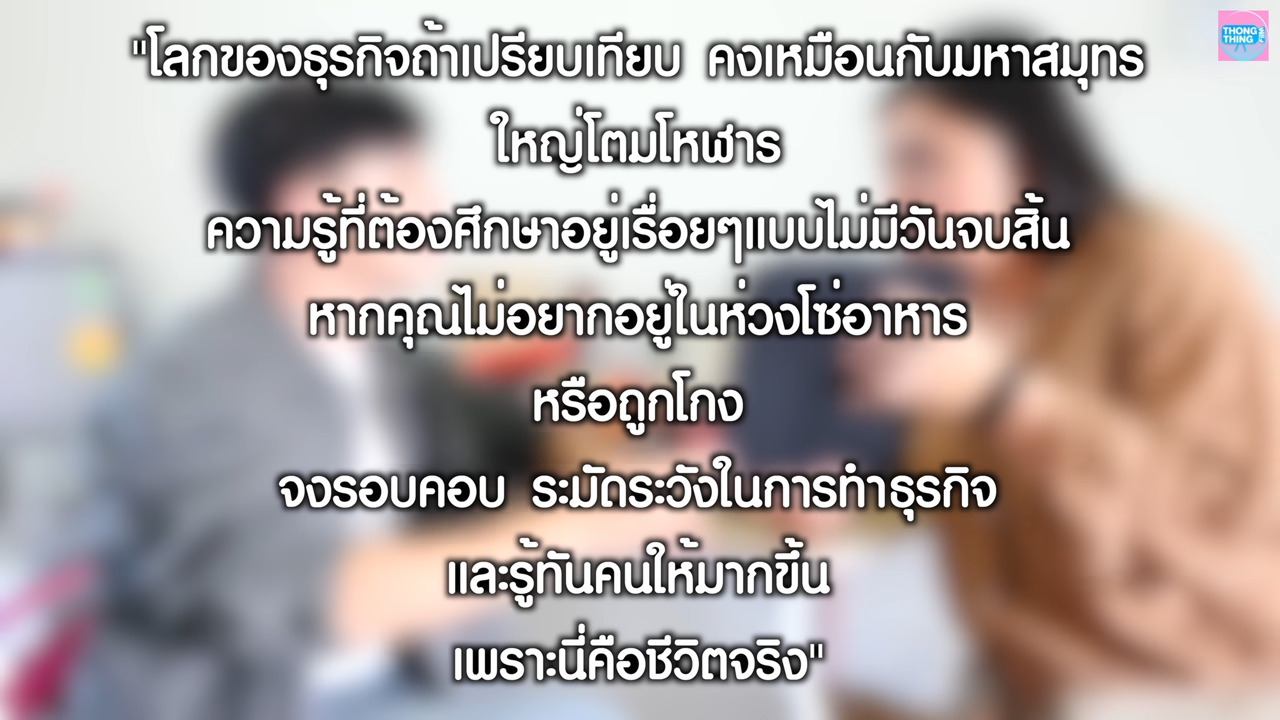 "โลกของธุรกิจถ้าเปรียบเทียบ คงเหมือนกับมหาสมุทร
ใหญ่โตมโหฬาร
ความรู้ที่ต้องศึกษาอยู่เรื่อยๆแบบไม่มีวันจบสิ้น
หากคุณไม่อยากอยู่ในห่วงโซ่อาหาร
หรือถูกโกง
จงรอบคอบ ระมัดระวังในการทำธุรกิจ
และรู้ทันคนให้มากขึ้น
เพราะนี่คือชีวิตจริง"
THONG
THING
FILM